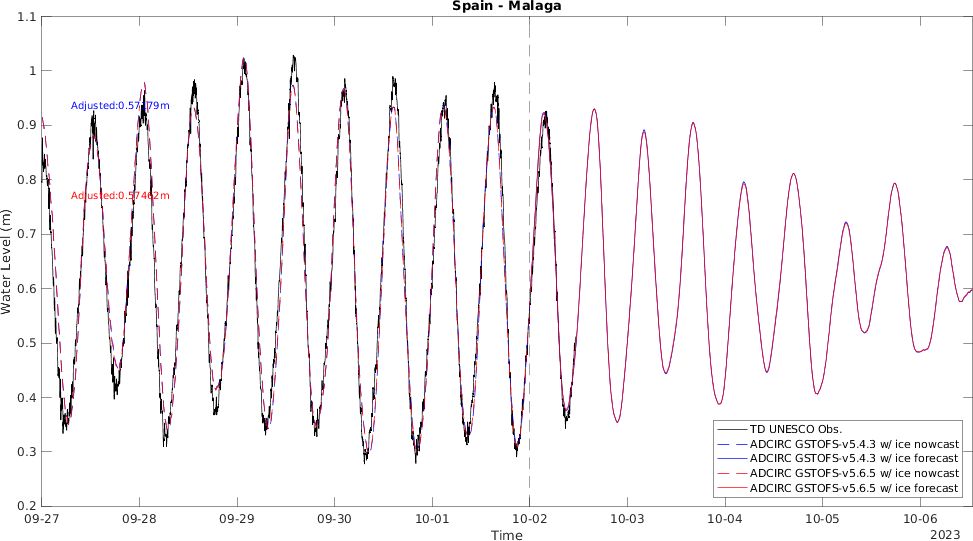 Spain - Malaga
1.1
1
0.9
0.8
0.7
0.6
0.5
0.4
0.3
0.2
Water Level (m)
Adjusted:0.57179m
Adjusted:0.57462m
TD UNESCO Obs.
ADCIRC GSTOFS-v5.4.3 w/ ice nowcast
ADCIRC GSTOFS-v5.4.3 w/ ice forecast
ADCIRC GSTOFS-v5.6.5 w/ ice nowcast
ADCIRC GSTOFS-v5.6.5 w/ ice forecast
09-27 09-28 09-29 09-30 10-01 10-02 10-03 10-04 10-05 10-06
Time
2023